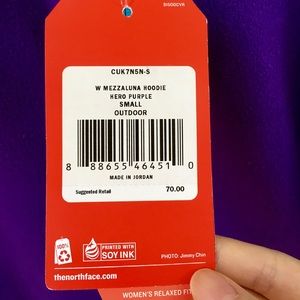 CUK7N5N-S
W MEZZALUNA HOODIE
HERO PURPLE
SMALL
OUTDOOR
8 88655 46451 0
MADE IN JORDAN
Suggested Retail 70.00
100%
PRINTED WITH
SOY INK
PHOTO: Jimmy Chin
thenorthface.com
WOMEN'S RELAXED FIT